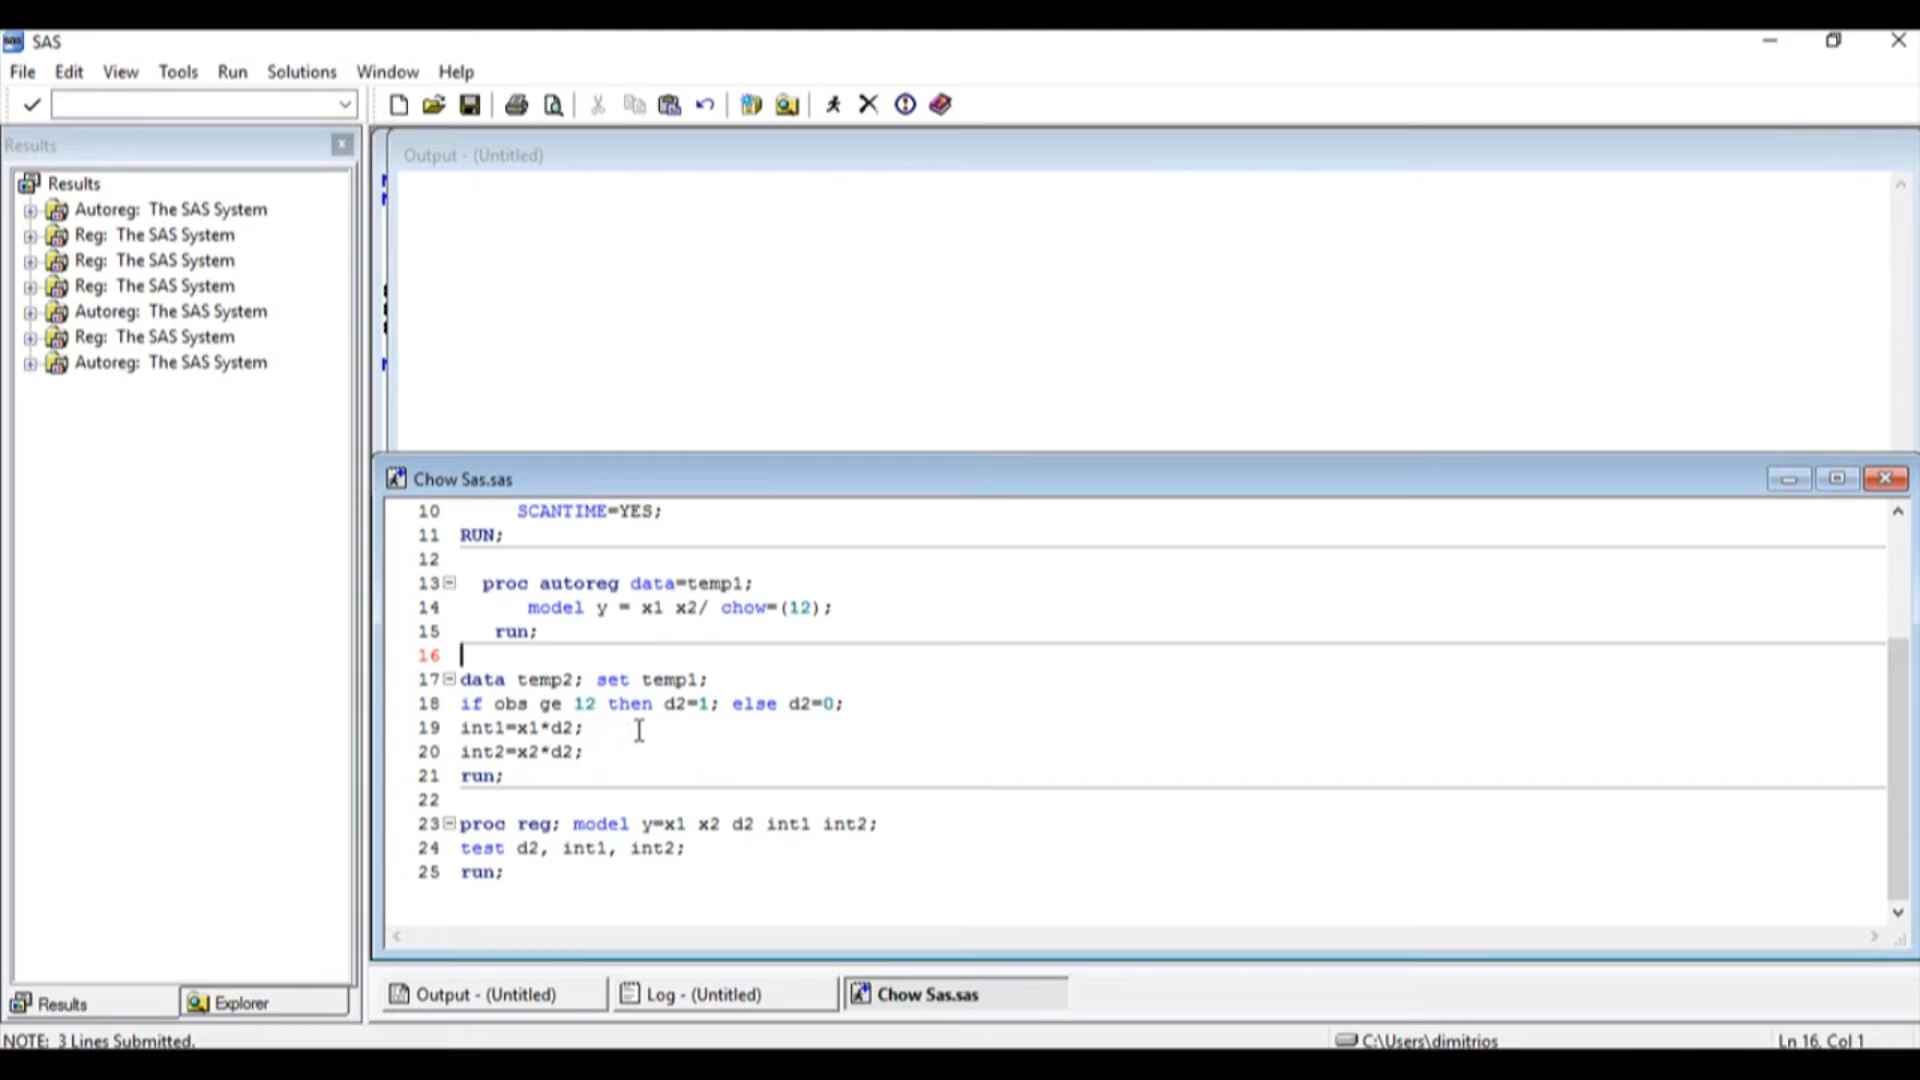 SAS
File Edit View Tools Run Solutions Window Help
Results
Output - (Untitled)
Results
Autoreg: The SAS System
Reg: The SAS System
Reg: The SAS System
Reg: The SAS System
Autoreg: The SAS System
Reg: The SAS System
Autoreg: The SAS System
Chow Sas.sas
10 SCANTIME=YES;
11 RUN;
12
13 proc autoreg data=temp1;
14 model y = x1 x2/ chow=(12);
15 run;
16
17 data temp2; set temp1;
18 if obs ge 12 then d2=1; else d2=0;
19 int1=x1*d2;
20 int2=x2*d2;
21 run;
22
23 proc reg; model y=x1 x2 d2 int1 int2;
24 test d2, int1, int2;
25 run;
Results Explorer
Output - (Untitled) Log - (Untitled) Chow Sas.sas
NOTE: 3 Lines Submitted. C:\Users\dimitrios Ln 16, Col 1